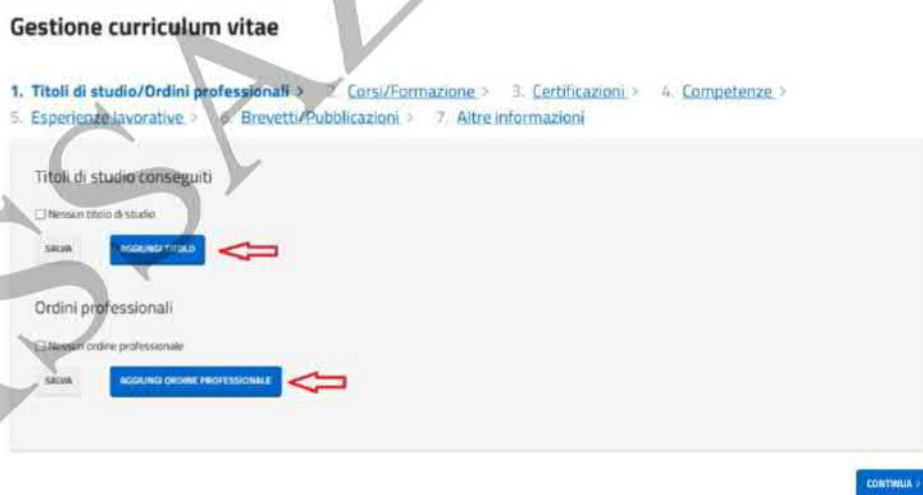 Gestione curriculum vitae
1. Titoli di studio/Ordini professionali > 2. Corsi/Formazione > 3. Certificazioni > 4. Competenze >
5. Esperienze lavorative > 6. Brevetti/Pubblicazioni > 7. Altre informazioni
Titoli di studio conseguiti
Nessun titolo di studio
SALVA AGGIUNGI TITOLO
Ordini professionali
Nessun ordine professionale
SALVA AGGIUNGI ORDINE PROFESSIONALE
CONTINUA >